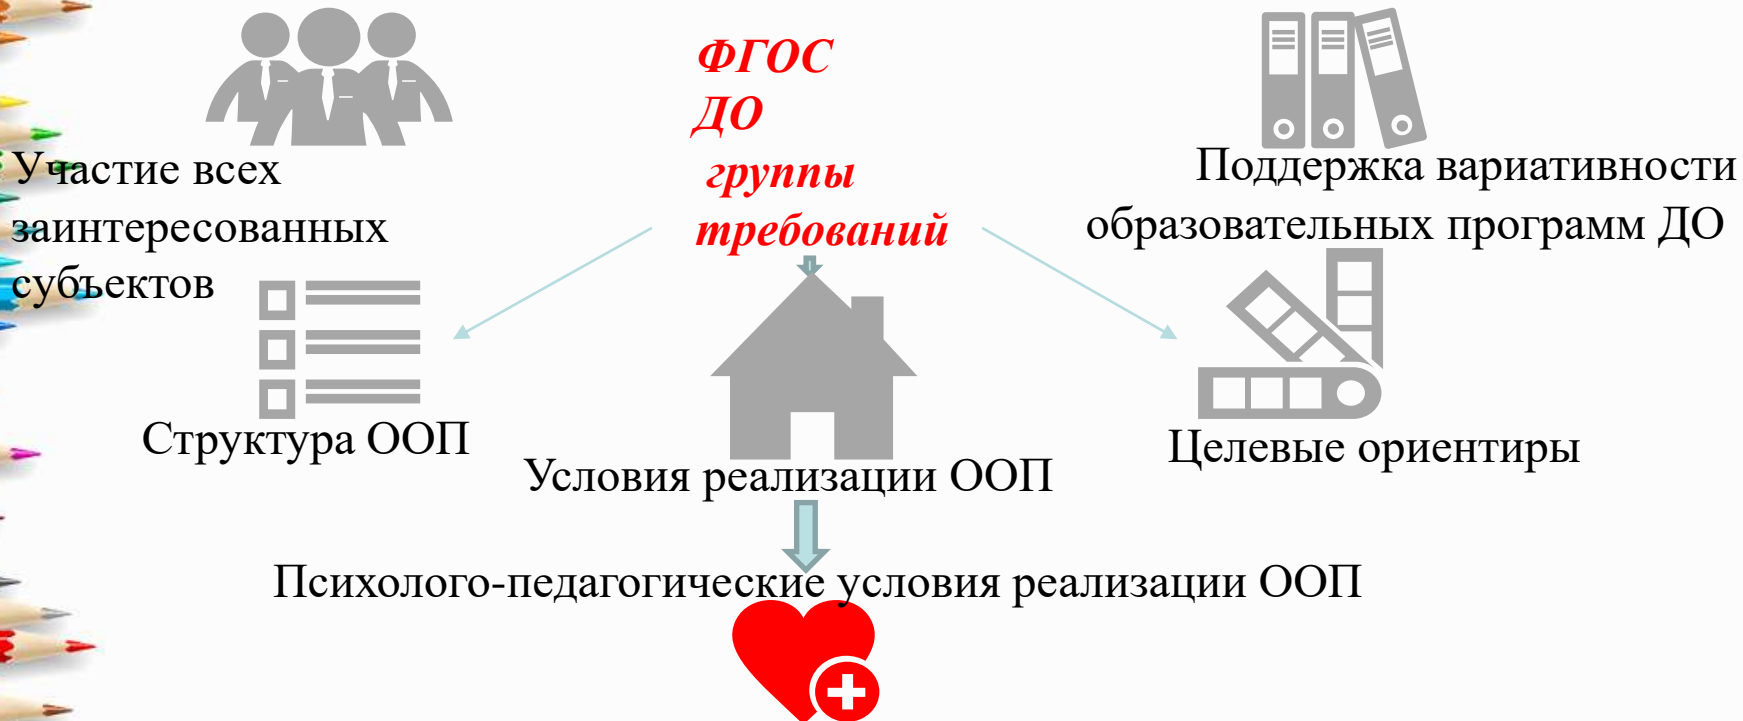 ФГОС
ДО
группы
требований
Участие всех
заинтересованных
субъектов
Поддержка вариативности
образовательных программ ДО
Структура ООП
Условия реализации ООП
Целевые ориентиры
Психолого-педагогические условия реализации ООП